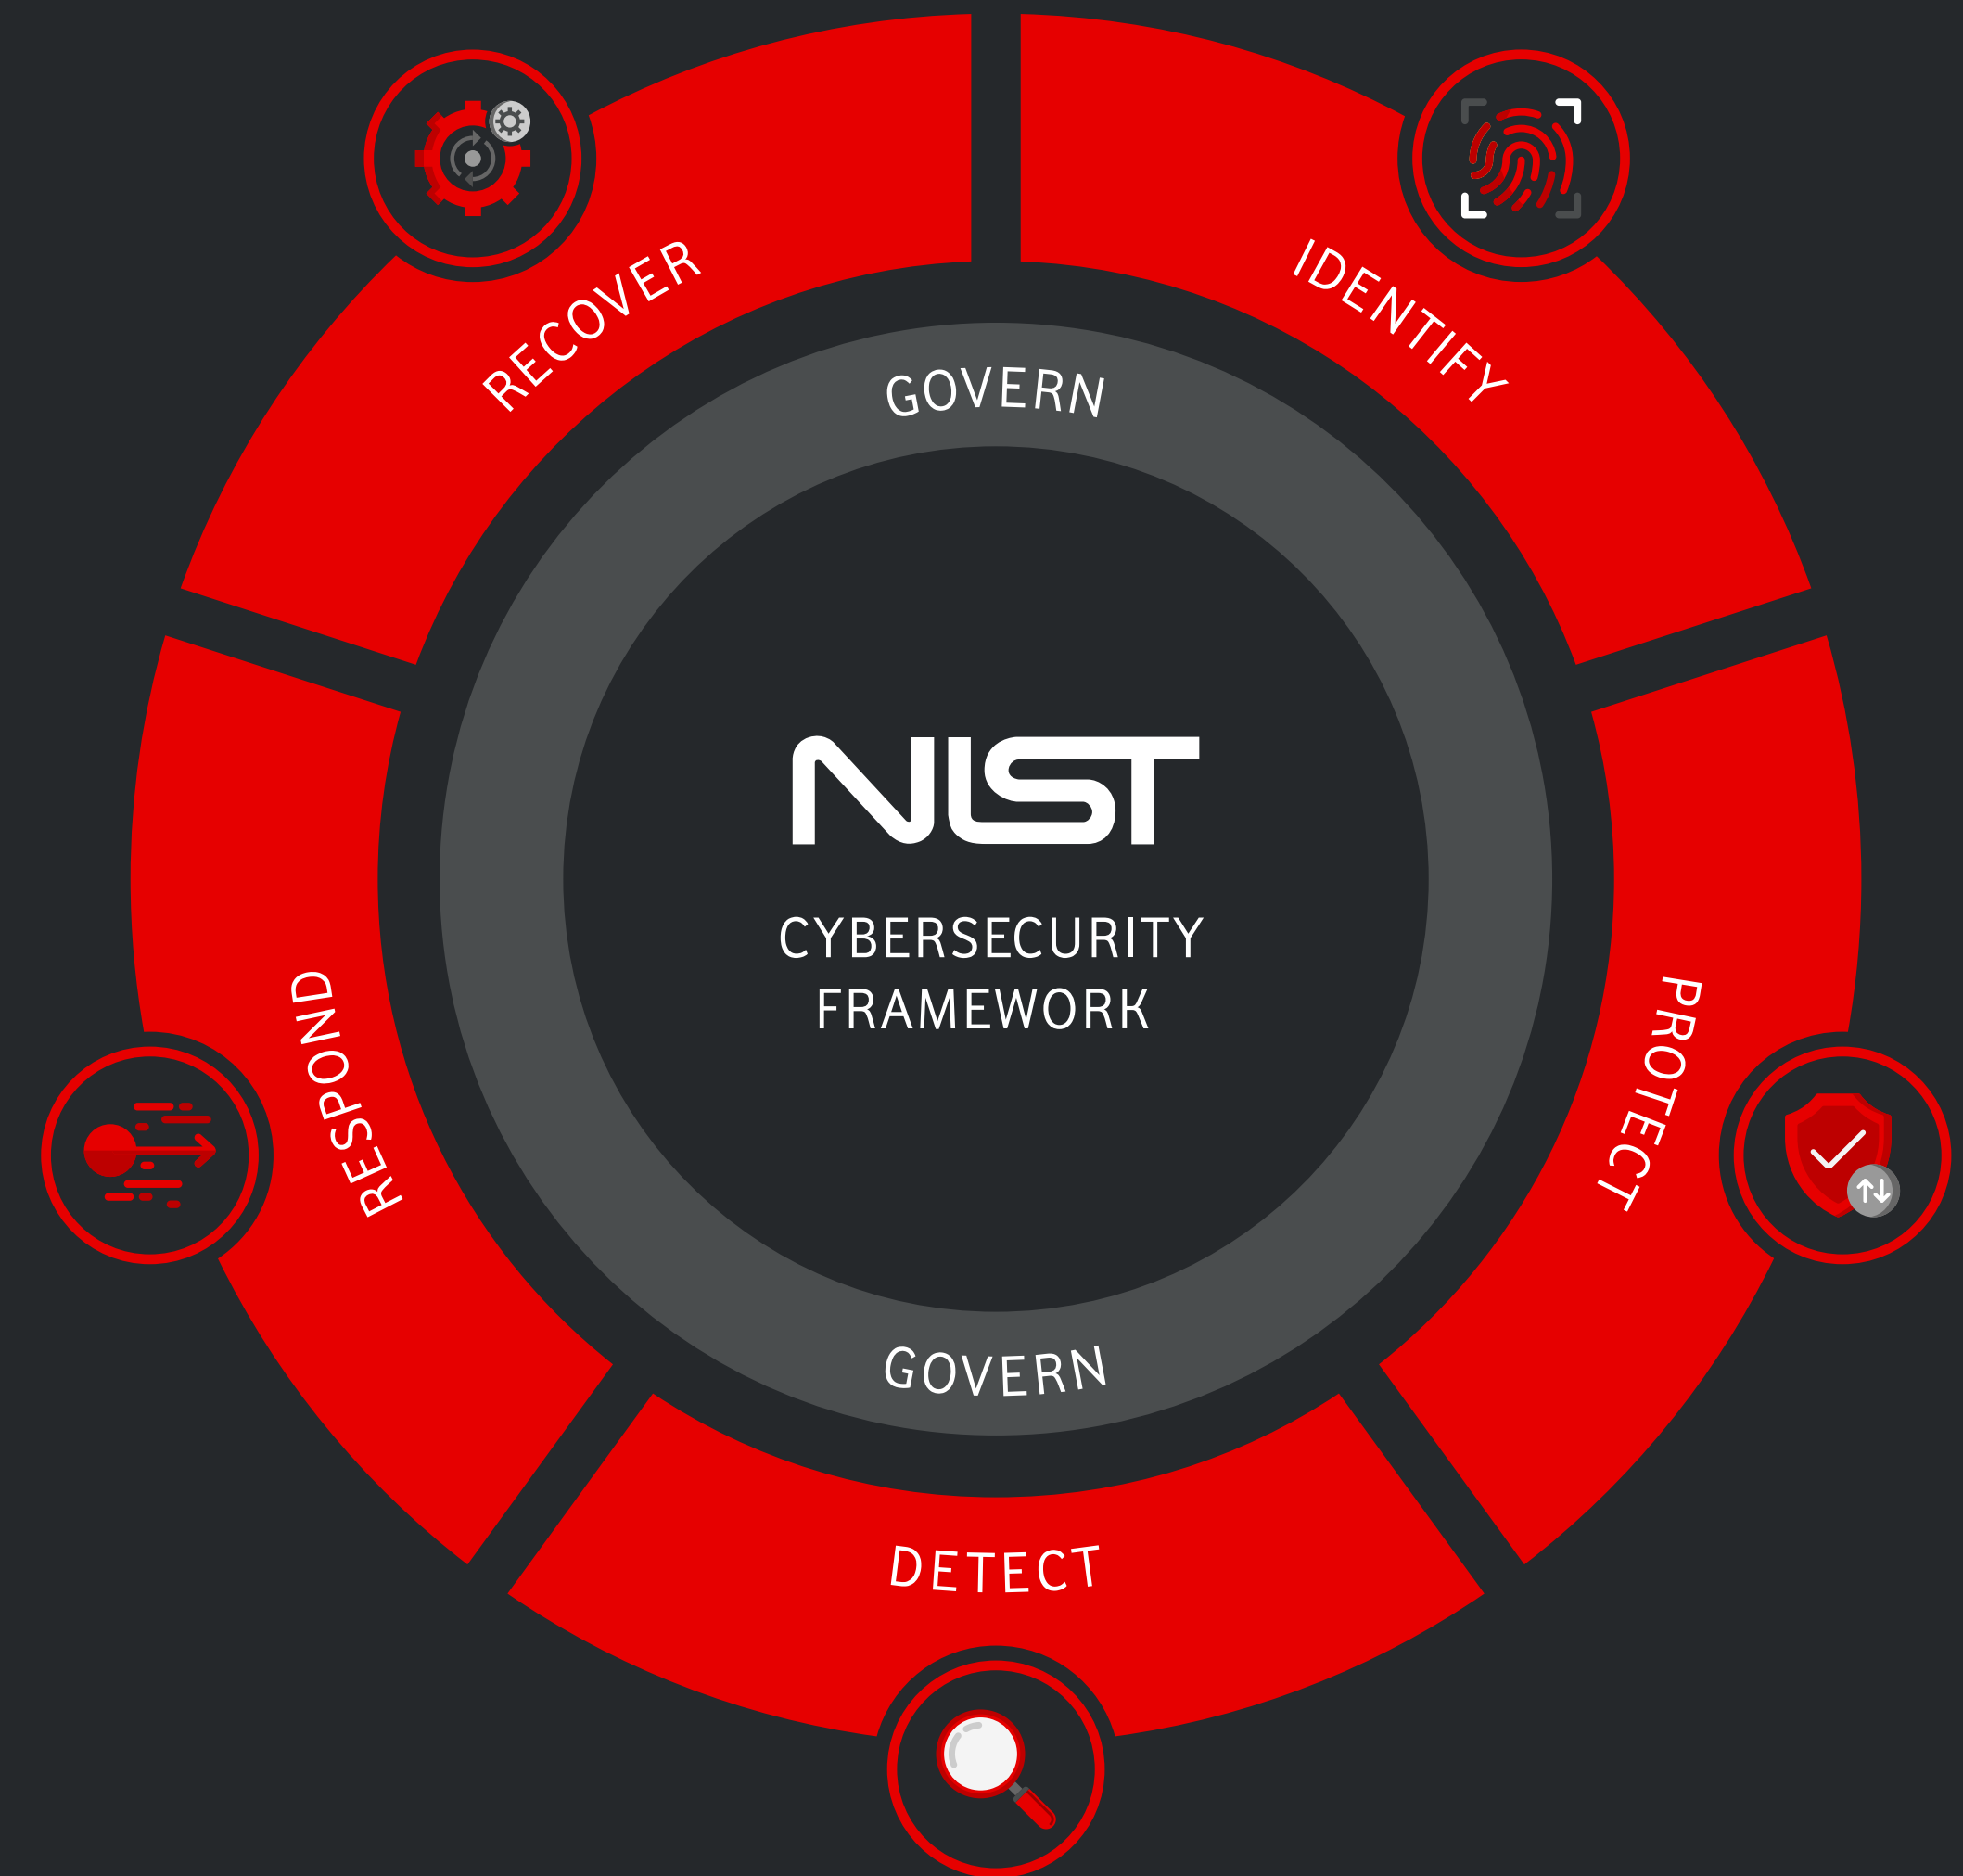 RECOVER
IDENTIFY
GOVERN
NIST
CYBERSECURITY
FRAMEWORK
RESPOND
PROTECT
GOVERN
DETECT